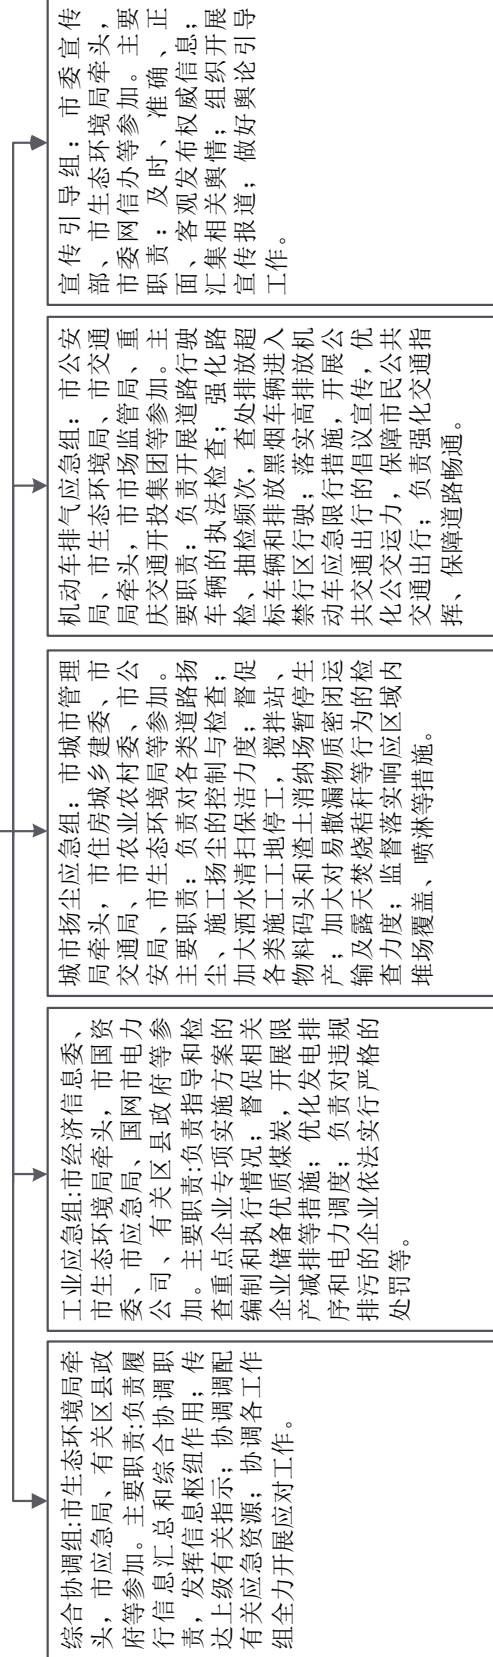 综合协调组:市生态环境局牵
头，市应急局、有关区县政
府等参加。主要职责:负责履
行信息汇总和综合协调职
责，发挥信息枢纽作用；传
达上级有关指示；协调调配
有关应急资源；协调各工作
组全力开展应对工作。
工业应急组:市经济信息委、
市生态环境局牵头，市国资
委、市应急局、国网市电力
公司、有关区县政府等参
加。主要职责:负责指导和检
查重点企业专项实施方案的
编制和执行情况；督促相关
企业储备优质煤炭，开展限
产减排等措施；优化发电排
序和电力调度；负责对违规
排污的企业依法实行严格的
处罚等。
城市扬尘应急组：市城市管理
局牵头，市住房城乡建委、市
交通局、市农业农村委、市公
安局、市生态环境局等参加。
主要职责：负责对各类道路扬
尘、施工扬尘的控制与检查；
加大洒水清扫保洁力度；督促
各类施工工地停工，搅拌站、
物料码头和渣土消纳场暂停生
产；加大对易撒漏物质密闭运
输及露天焚烧秸秆等行为的检
查力度；监督落实响应区域内
堆场覆盖、喷淋等措施。
机动车排气应急组：市公安
局、市生态环境局、市交通
局牵头，市市场监管局、重
庆交通开投集团等参加。主
要职责：负责开展道路行驶
车辆的执法检查；强化路
检、抽检频次，查处排放超
标车辆和排放黑烟车辆进入
禁行区行驶；落实高排放机
动车应急限行措施，开展公
共交通出行的倡议宣传，优
化公交运力，保障市民公共
交通出行；负责强化交通指
挥、保障道路畅通。
宣传引导组：市委宣传
部、市生态环境局牵头，
市委网信办等参加。主要
职责：及时、准确、正
面、客观发布权威信息；
汇集相关舆情；组织开展
宣传报道；做好舆论引导
工作。